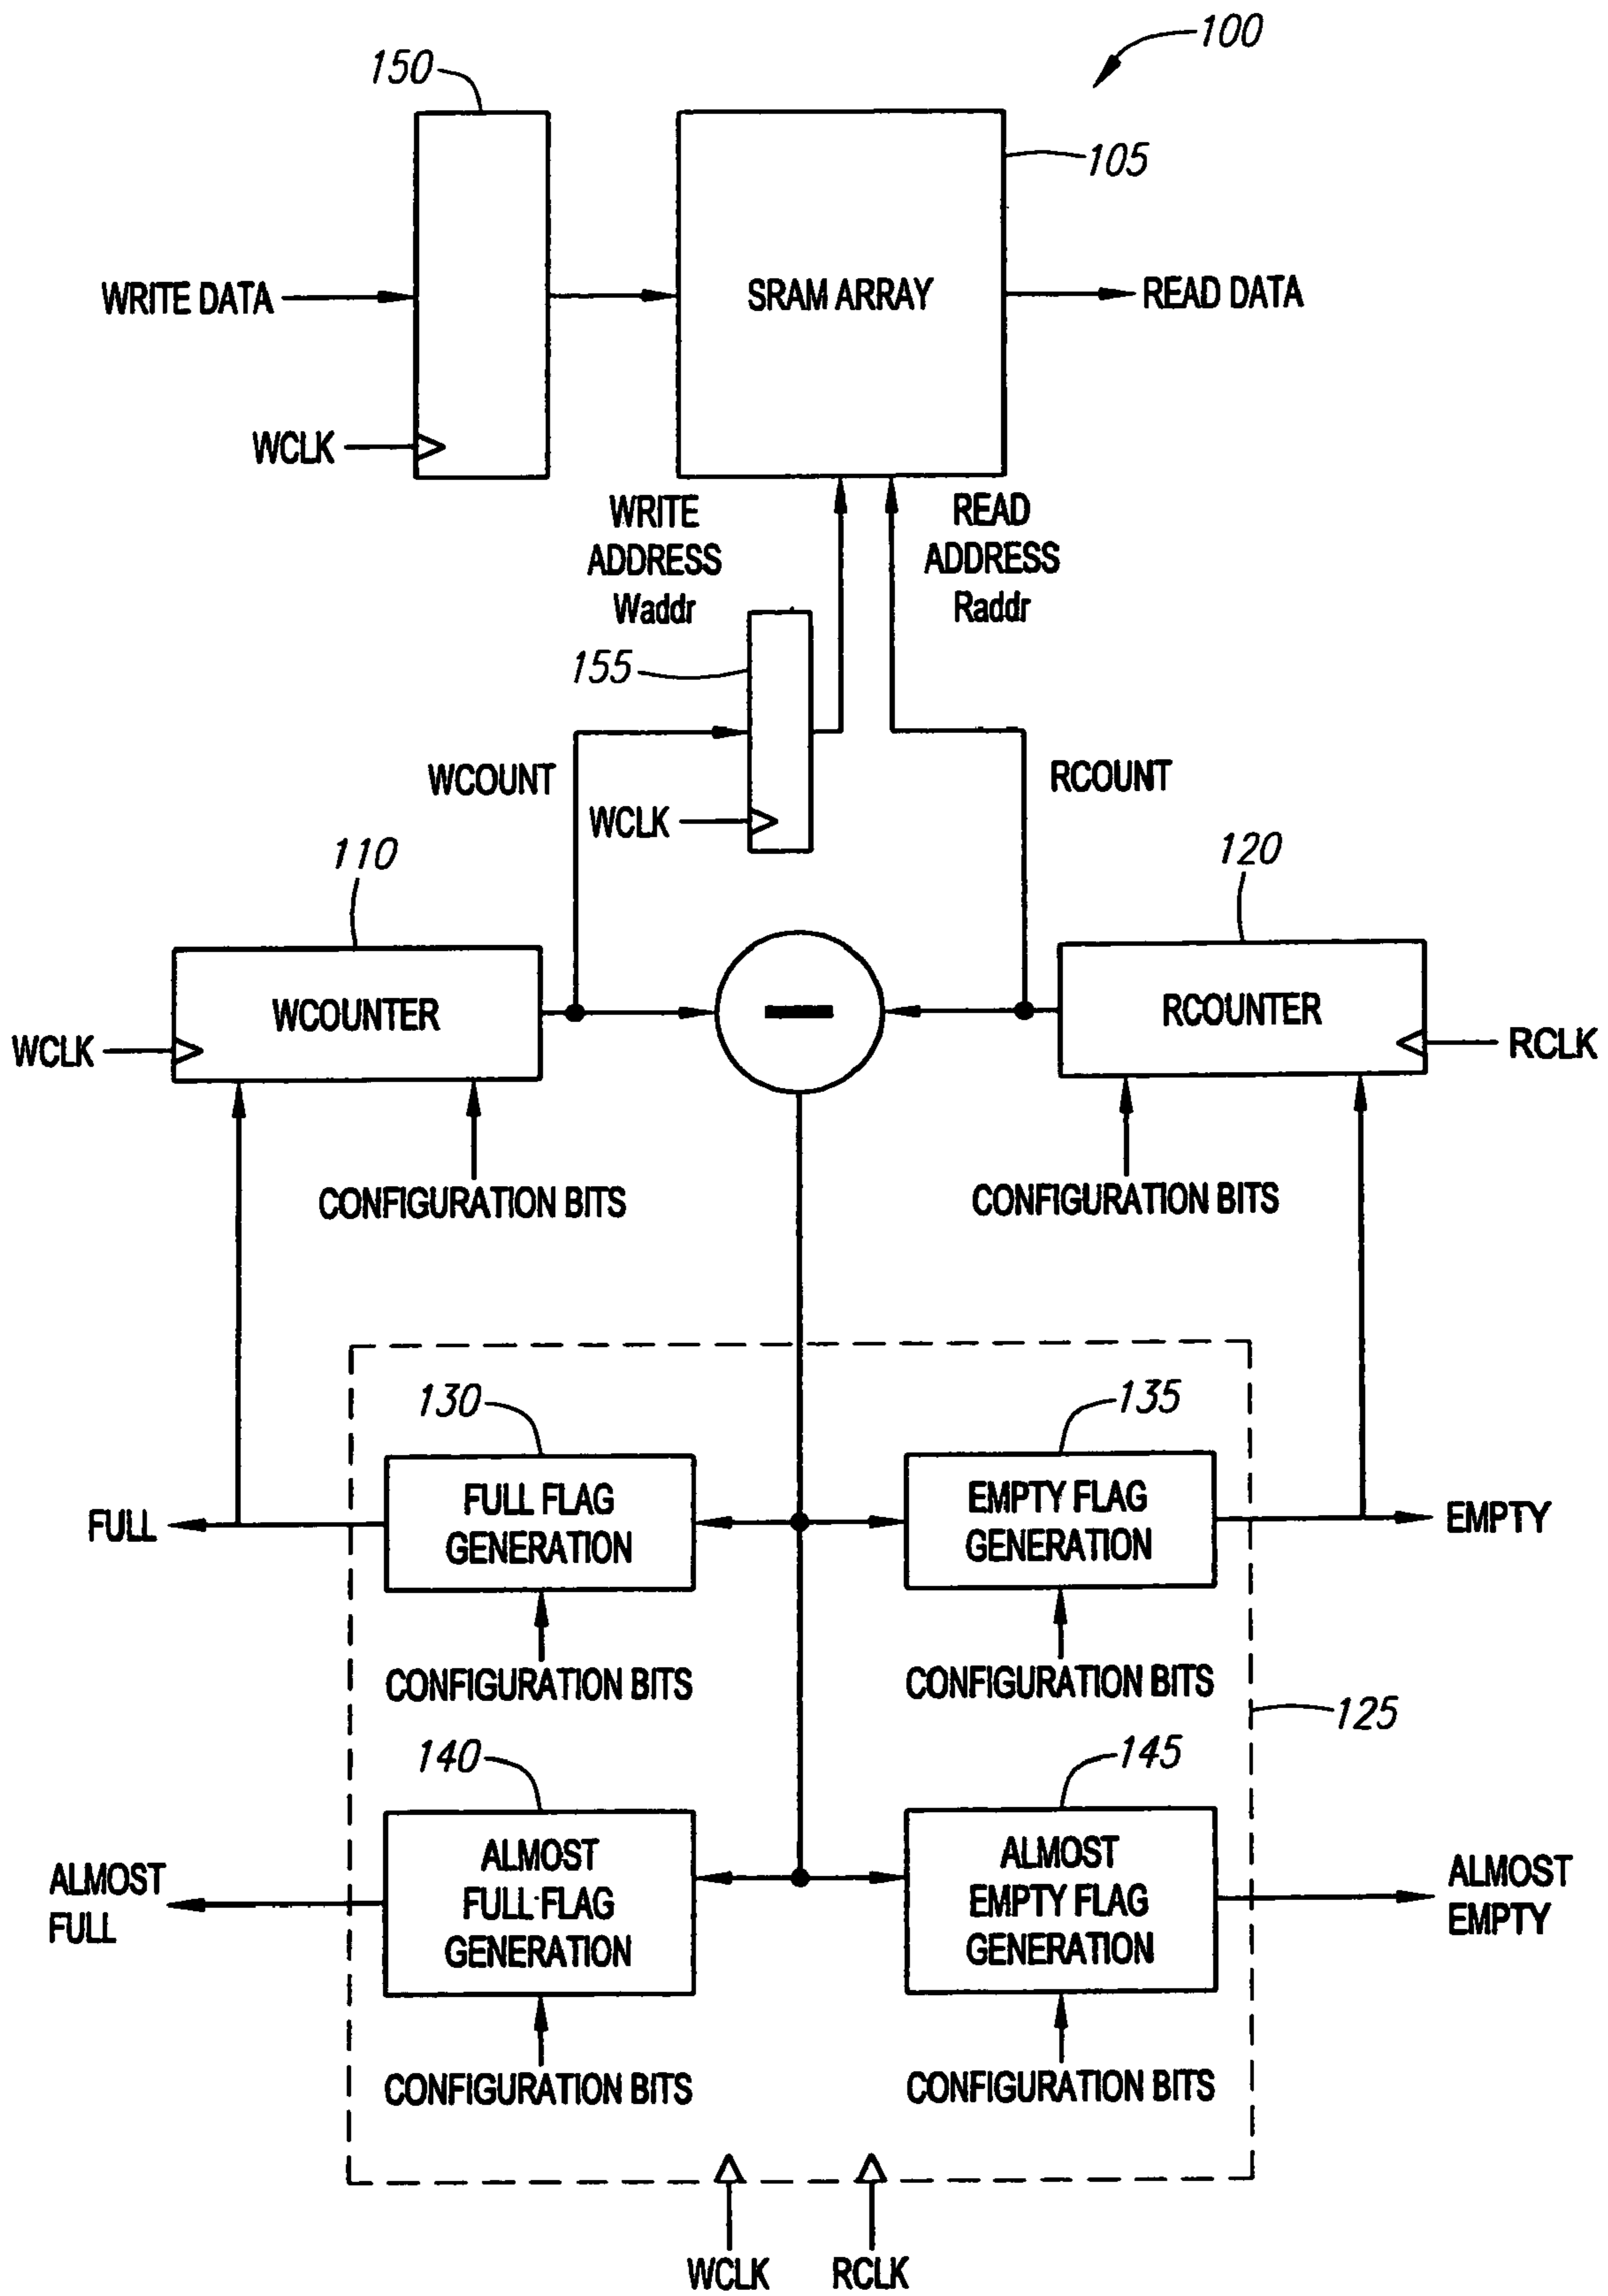 100
150
105
WRITE DATA
SRAM ARRAY
READ DATA
WCLK
WRITE
ADDRESS
Waddr
READ
ADDRESS
Raddr
155
WCOUNT
RCOUNT
WCLK
110
120
WCOUNTER
RCOUNTER
WCLK
RCLK
CONFIGURATION BITS
CONFIGURATION BITS
130
135
FULL
FULL FLAG
GENERATION
EMPTY FLAG
GENERATION
EMPTY
CONFIGURATION BITS
CONFIGURATION BITS
125
140
145
ALMOST
FULL
ALMOST
FULL FLAG
GENERATION
ALMOST
EMPTY FLAG
GENERATION
ALMOST
EMPTY
CONFIGURATION BITS
CONFIGURATION BITS
WCLK
RCLK